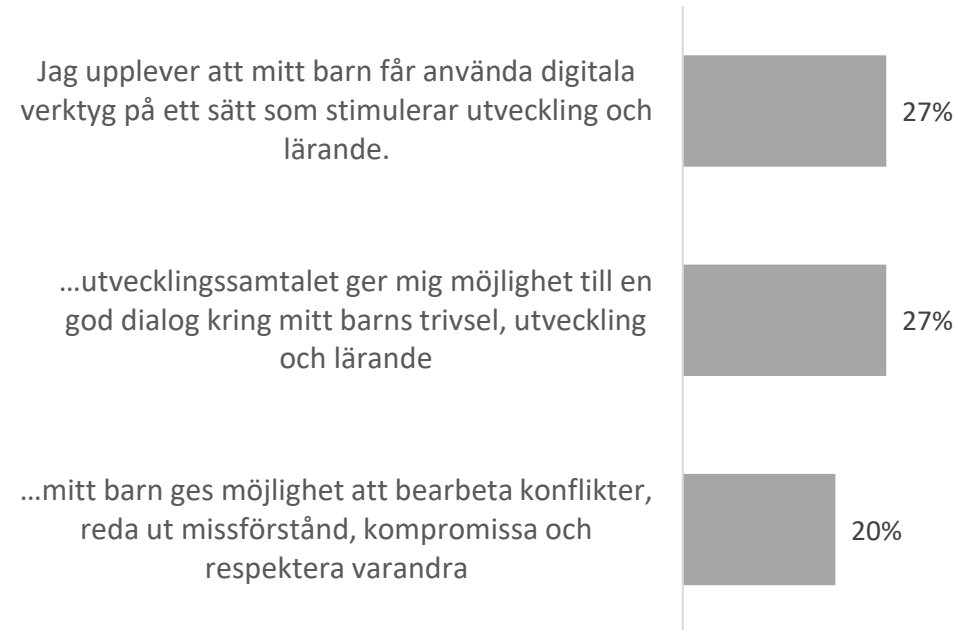 Jag upplever att mitt barn får använda digitala
verktyg på ett sätt som stimulerar utveckling och
lärande.
27%
…utvecklingssamtalet ger mig möjlighet till en
god dialog kring mitt barns trivsel, utveckling
och lärande
27%
…mitt barn ges möjlighet att bearbeta konflikter,
reda ut missförstånd, kompromissa och
respektera varandra
20%